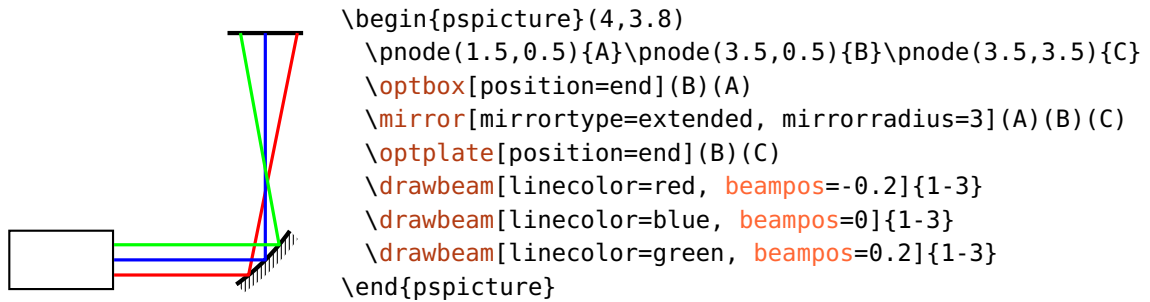 \begin{pspicture}(4,3.8)
  \pnode(1.5,0.5){A}\pnode(3.5,0.5){B}\pnode(3.5,3.5){C}
  \optbox[position=end](B)(A)
  \mirror[mirrortype=extended, mirrorradius=3](A)(B)(C)
  \optplate[position=end](B)(C)
  \drawbeam[linecolor=red, beampos=-0.2]{1-3}
  \drawbeam[linecolor=blue, beampos=0]{1-3}
  \drawbeam[linecolor=green, beampos=0.2]{1-3}
\end{pspicture}